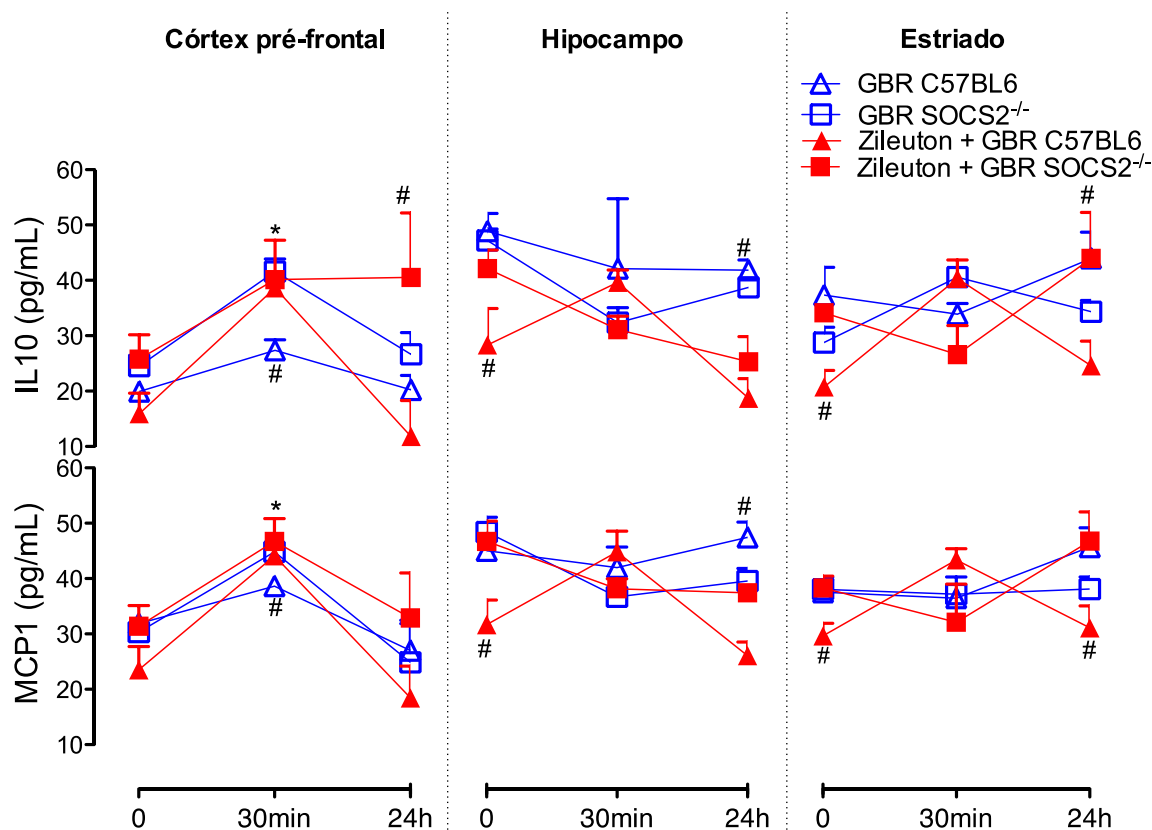 Córtex pré-frontal
Hipocampo
Estriado
GBR C57BL6
GBR SOCS2-/-
Zileuton + GBR C57BL6
Zileuton + GBR SOCS2-/-
IL10 (pg/mL)
60
50
40
30
20
10
*
#
#
#
#
#
#
MCP1 (pg/mL)
60
50
40
30
20
10
*
#
#
#
#
#
0
30min
24h
0
30min
24h
0
30min
24h